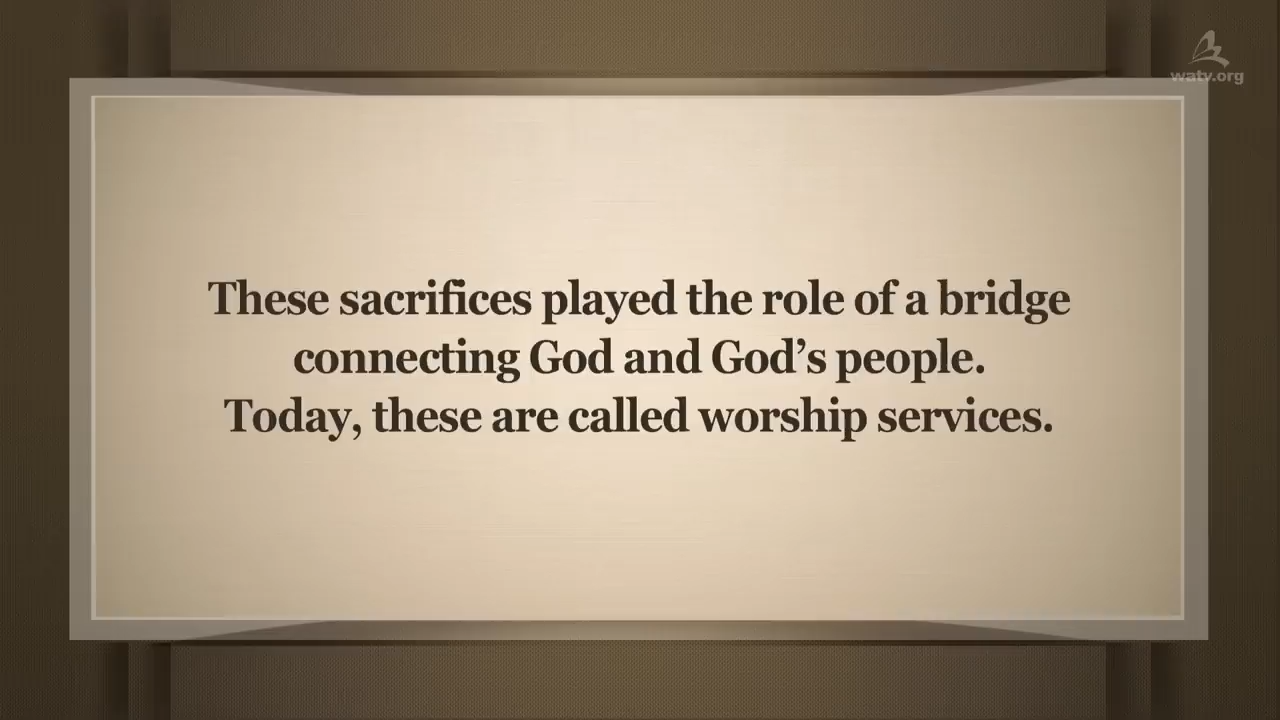 watv.org
These sacrifices played the role of a bridge
connecting God and God’s people.
Today, these are called worship services.